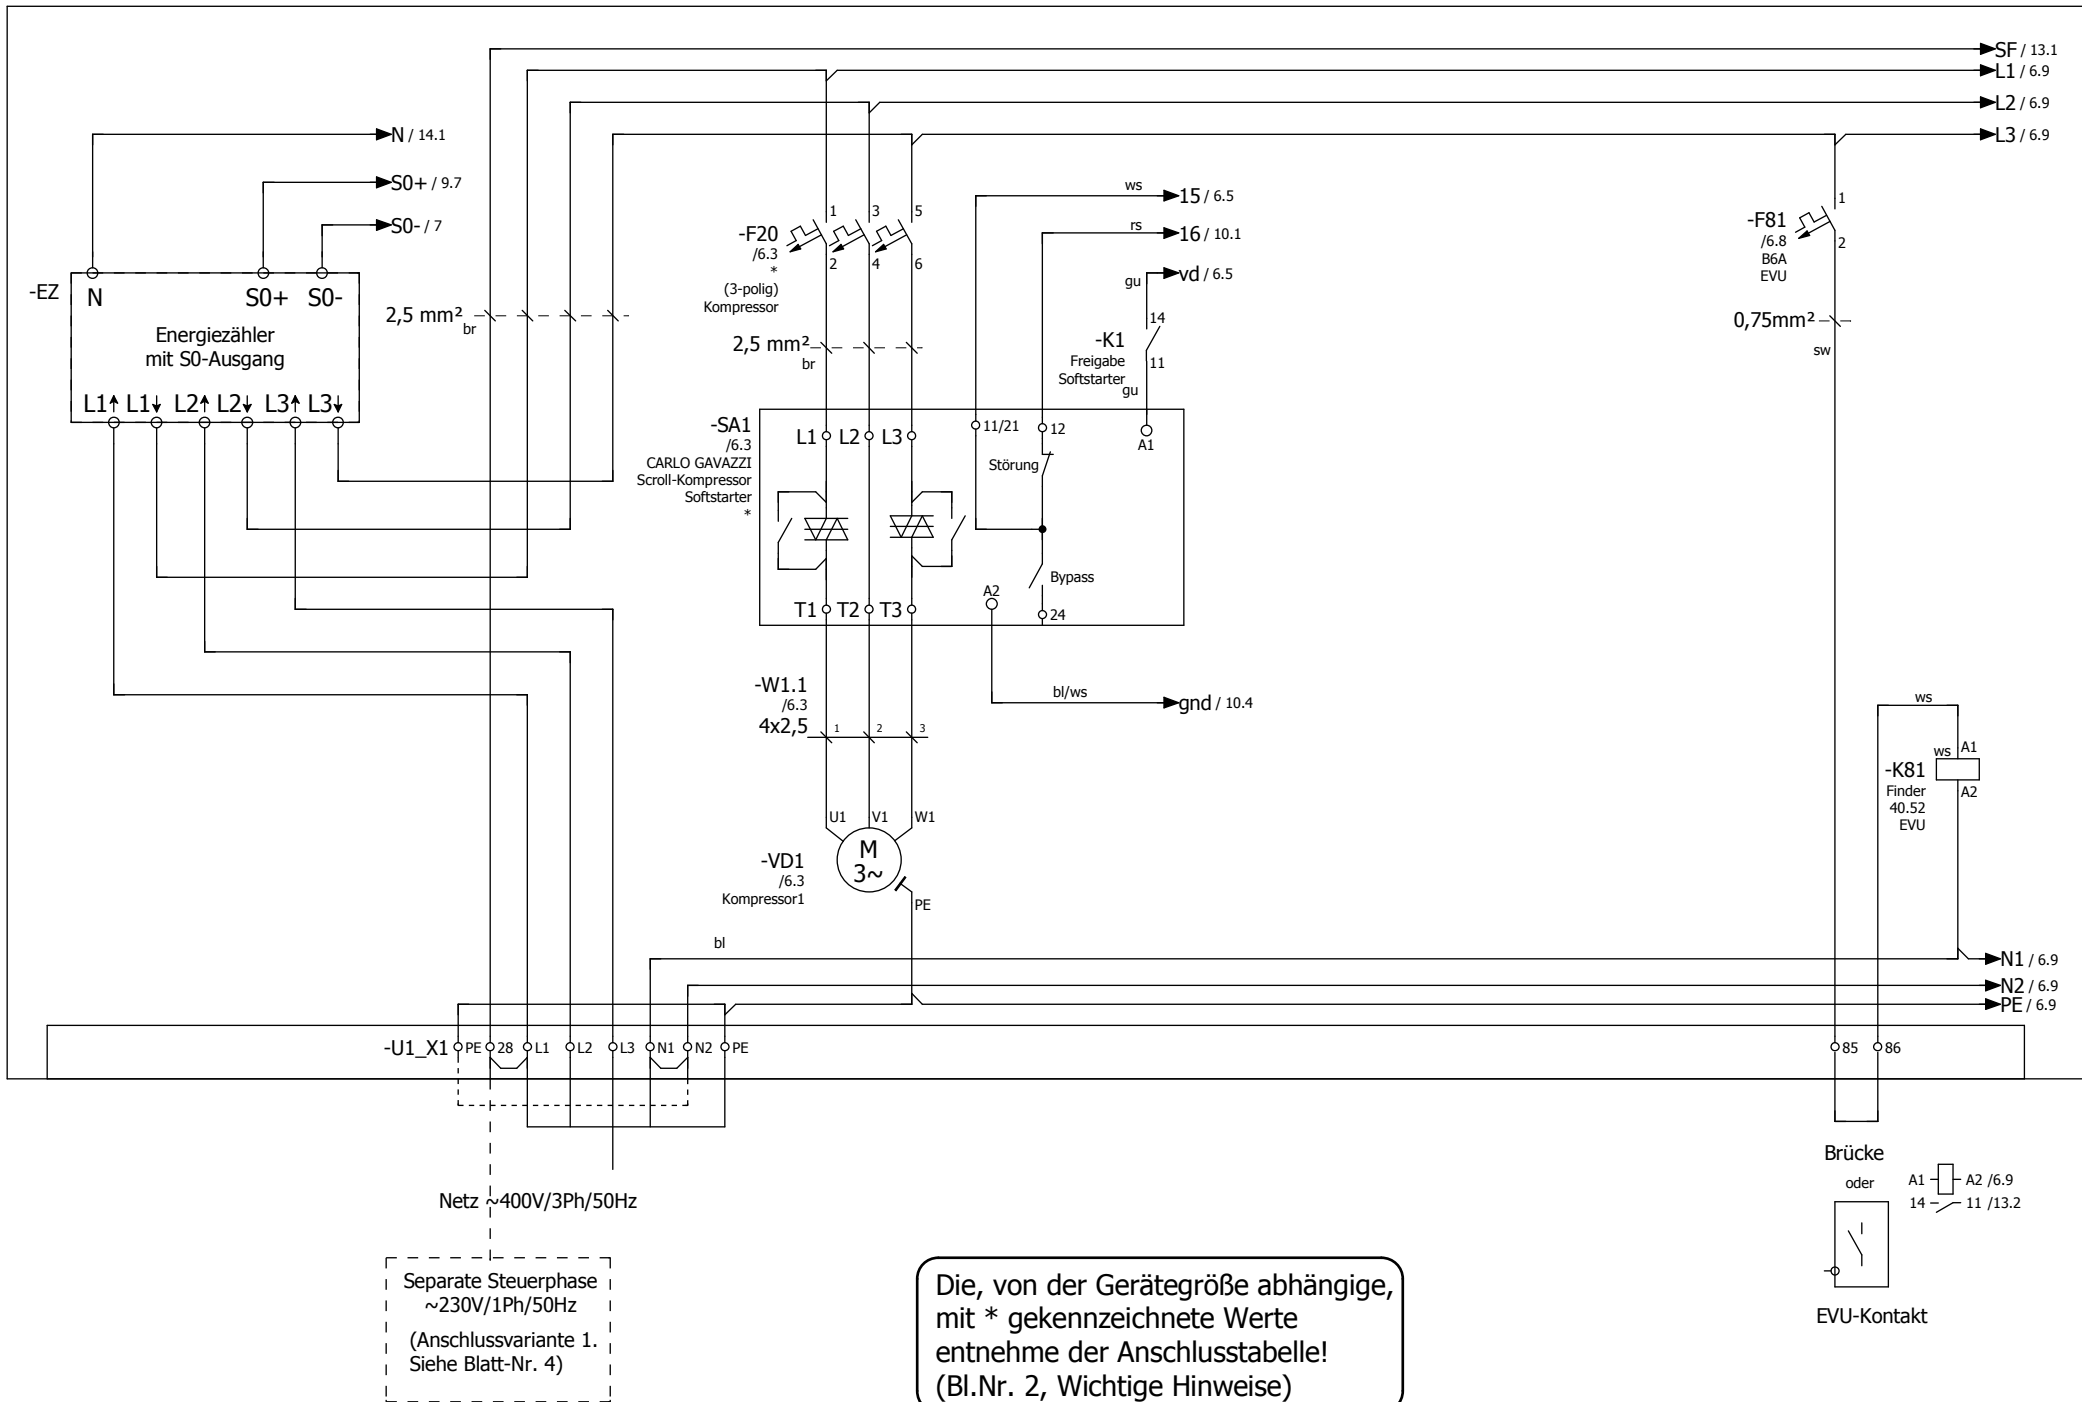 SF / 13.1
L1 / 6.9
L2 / 6.9
L3 / 6.9
N / 14.1
S0+ / 9.7
S0- / 7
-EZ
N S0+ S0-
Energiezähler
mit S0-Ausgang
L1 L1 L2 L2 L3 L3
2,5 mm²
br
-F20
/6.3
*
(3-polig)
Kompressor
1 3 5
2 4 6
2,5 mm²
br
ws
15 / 6.5
rs
16 / 10.1
gu
vd / 6.5
14
-K1
Freigabe
Softstarter
11
gu
-F81
/6.8
B6A
EVU
1
2
0,75mm²
sw
-SA1
/6.3
CARLO GAVAZZI
Scroll-Kompressor
Softstarter
*
L1 L2 L3
11/21
12
A1
Störung
Bypass
A2
24
T1 T2 T3
-W1.1
/6.3
4x2,5
1 2 3
bl/ws
gnd / 10.4
ws
ws A1
-K81
Finder
40.52
EVU
A2
U1 V1 W1
M
3~
-VD1
/6.3
Kompressor1
PE
bl
N1 / 6.9
N2 / 6.9
PE / 6.9
-U1_X1 PE 28 L1 L2 L3 N1 N2 PE
85 86
Netz ~400V/3Ph/50Hz
Separate Steuerphase
~230V/1Ph/50Hz
(Anschlussvariante 1.
Siehe Blatt-Nr. 4)
Die, von der Gerätegröße abhängige,
mit * gekennzeichnete Werte
entnehme der Anschlusstabelle!
(Bl.Nr. 2, Wichtige Hinweise)
Brücke
oder
A1 A2 /6.9
14 11 /13.2
EVU-Kontakt